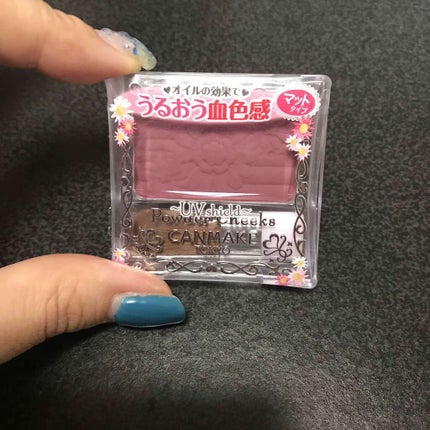 ♥オイルの効果で♥
うるおう血色感
マット
タイプ
~UV shield~
Powder Cheeks
CANMAKE